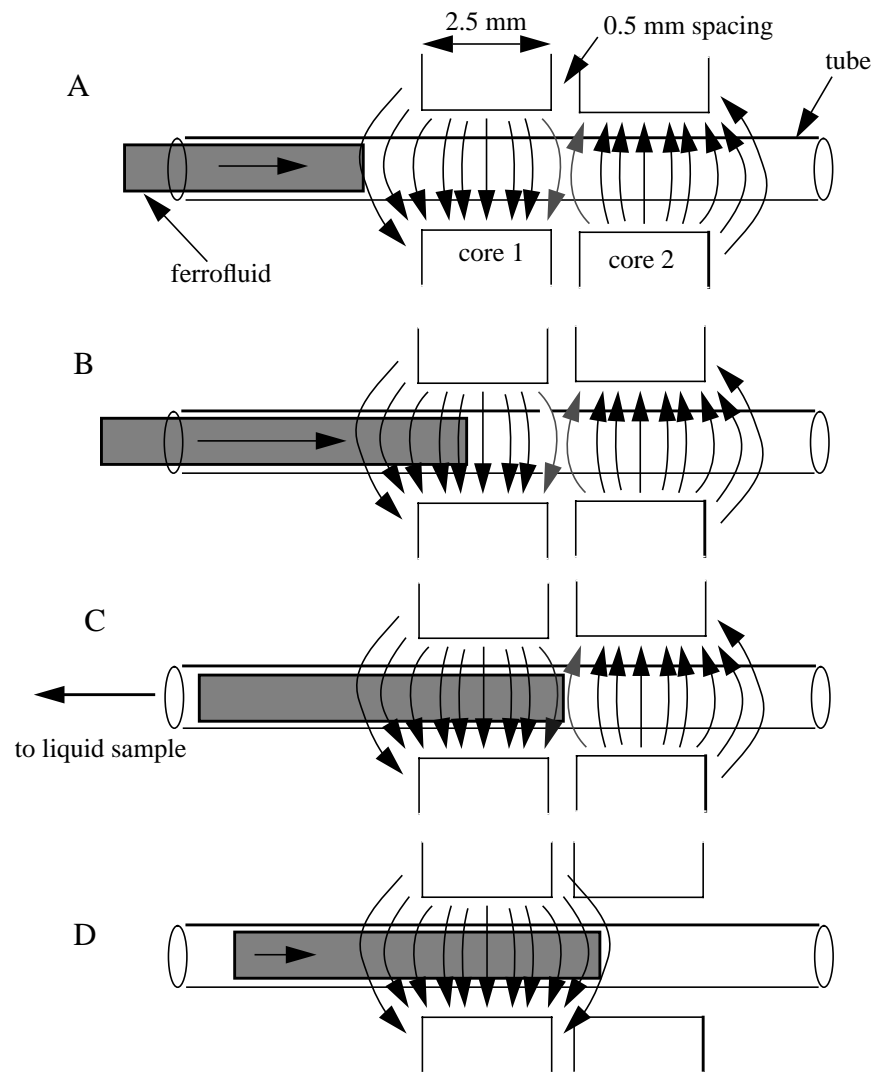 2.5 mm
0.5 mm spacing
tube
A
core 1
core 2
ferrofluid
B
C
to liquid sample
D